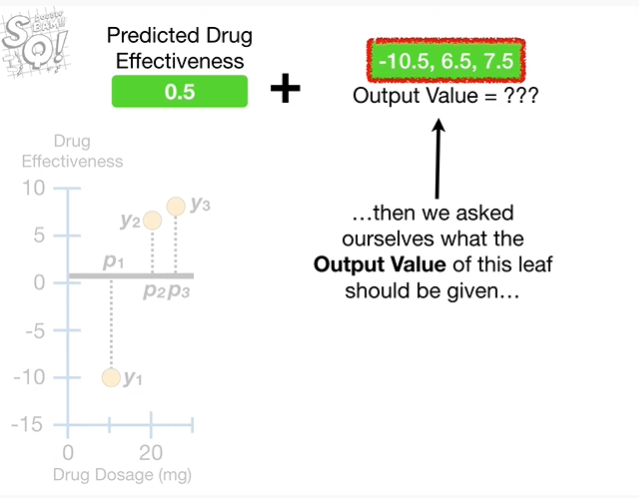 Predicted Drug
Effectiveness
0.5
+
-10.5, 6.5, 7.5
Output Value = ???
...then we asked
ourselves what the
Output Value of this leaf
should be given...
Drug
Effectiveness
10
5
0
-5
-10
-15
y2
y3
p1
p2
p3
y1
0
20
Drug Dosage (mg)